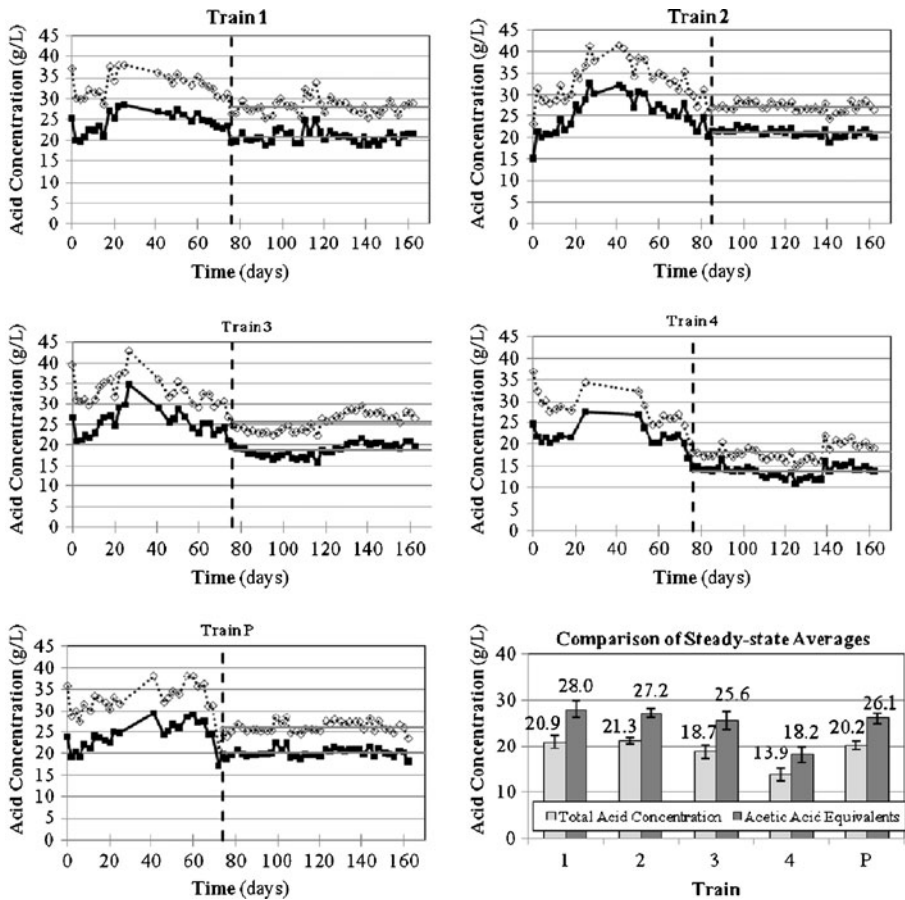 Train 1
Acid Concentration (g/L)
45
40
35
30
25
20
15
10
5
0
0 20 40 60 80 100 120 140 160
Time (days)
Train 2
Acid Concentration (g/L)
45
40
35
30
25
20
15
10
5
0
0 20 40 60 80 100 120 140 160
Time (days)
Train 3
Acid Concentration (g/L)
45
40
35
30
25
20
15
10
5
0
0 20 40 60 80 100 120 140 160
Time (days)
Train 4
Acid Concentration (g/L)
45
40
35
30
25
20
15
10
5
0
0 20 40 60 80 100 120 140 160
Time (days)
Train P
Acid Concentration (g/L)
45
40
35
30
25
20
15
10
5
0
0 20 40 60 80 100 120 140 160
Time (days)
Comparison of Steady-state Averages
Acid Concentration (g/L)
40
30
20
10
0
20.9 28.0 21.3 27.2 18.7 25.6 13.9 18.2 20.2 26.1
Total Acid Concentration Acetic Acid Equivalents
1 2 3 4 P
Train